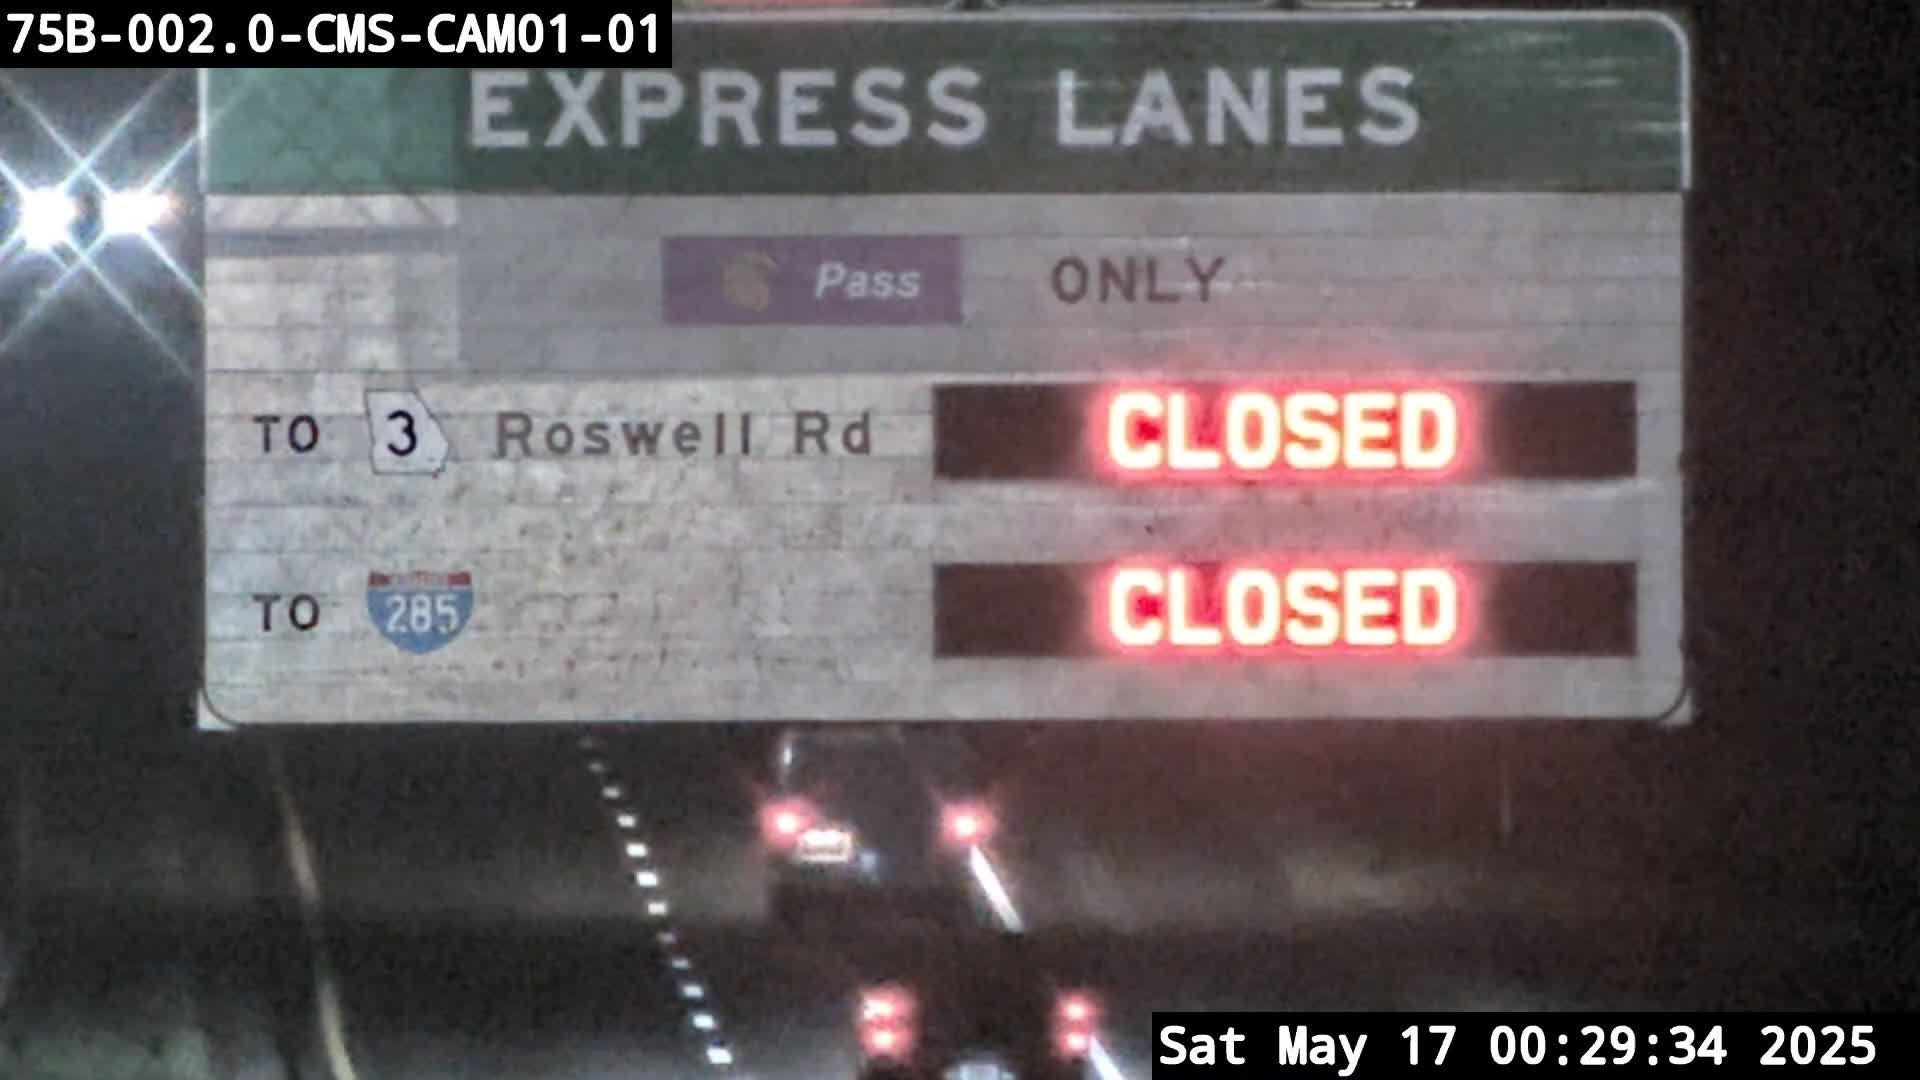 75B-002.0-CMS-CAM01-01
EXPRESS LANES
Pass ONLY
TO 3 Roswell Rd CLOSED
TO 285 CLOSED
Sat May 17 00:29:34 2025